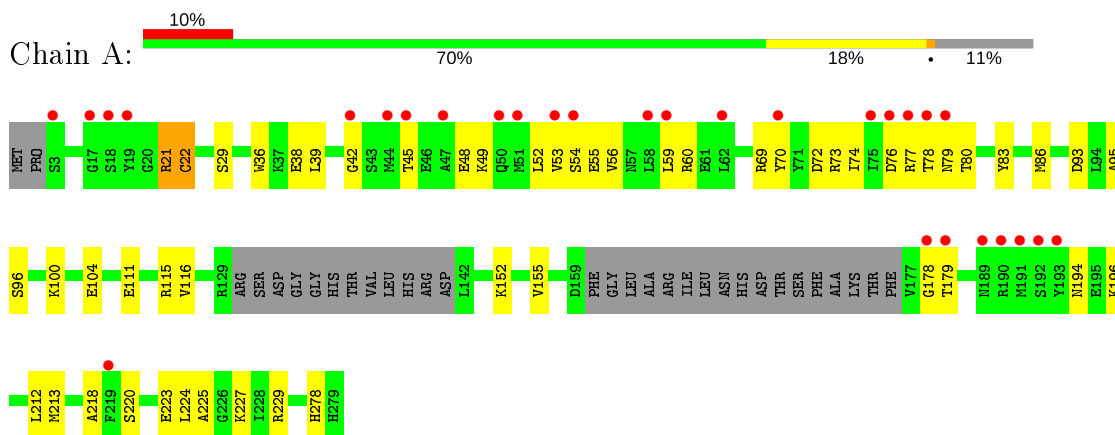 10%
Chain A:
70% 18% • 11%
MET PRO S3 G17 S18 Y19 G20 R21 C22 S29 W36 K37 E38 L39 G42 S43 M44 T45 E46 A47 E48 K49 Q50 M51 L52 V53 S54 E55 V56 N57 L58 L59 R60 E61 L62 R69 Y70 Y71 D72 R73 I74 I75 D76 R77 T78 N79 T80 Y83 M86 D93 L94 A95
S96 K100 E104 E111 R115 V116 R129 ARG SER ASP GLY GLY HIS THR VAL LEU HIS ARG ASP L142 K152 V155 D159 PHE GLY LEU ALA ARG ILE LEU ASN HIS ASP THR SER PHE ALA LYS THR PHE V177 G178 T179 N189 R190 M191 S192 Y193 N194 E195 K196
L212 M213 A218 F219 S220 E223 L224 A225 G226 K227 I228 R229 H278 H279